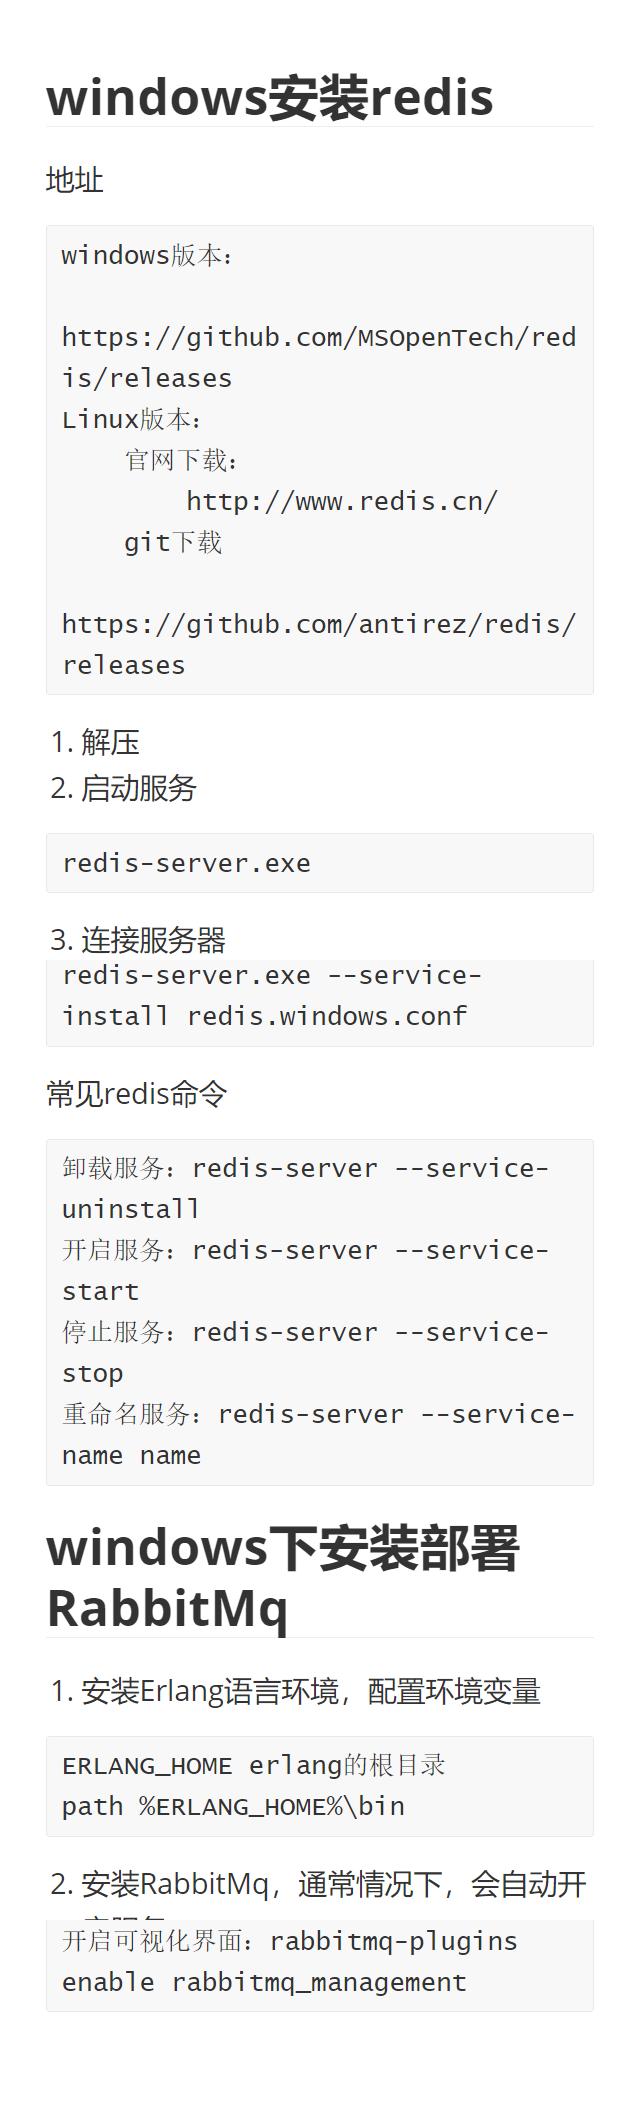 windows安装redis
地址
windows版本：
https://github.com/MSOpenTech/red
is/releases
Linux版本：
官网下载：
http://www.redis.cn/
git下载
https://github.com/antirez/redis/
releases
1. 解压
2. 启动服务
redis-server.exe
3. 连接服务器
redis-server.exe --service-
install redis.windows.conf
常见redis命令
卸载服务：redis-server --service-
uninstall
开启服务：redis-server --service-
start
停止服务：redis-server --service-
stop
重命名服务：redis-server --service-
name name
windows下安装部署
RabbitMq
1. 安装Erlang语言环境，配置环境变量
ERLANG_HOME erlang的根目录
path %ERLANG_HOME%\bin
2. 安装RabbitMq，通常情况下，会自动开
开启可视化界面：rabbitmq-plugins
enable rabbitmq_management